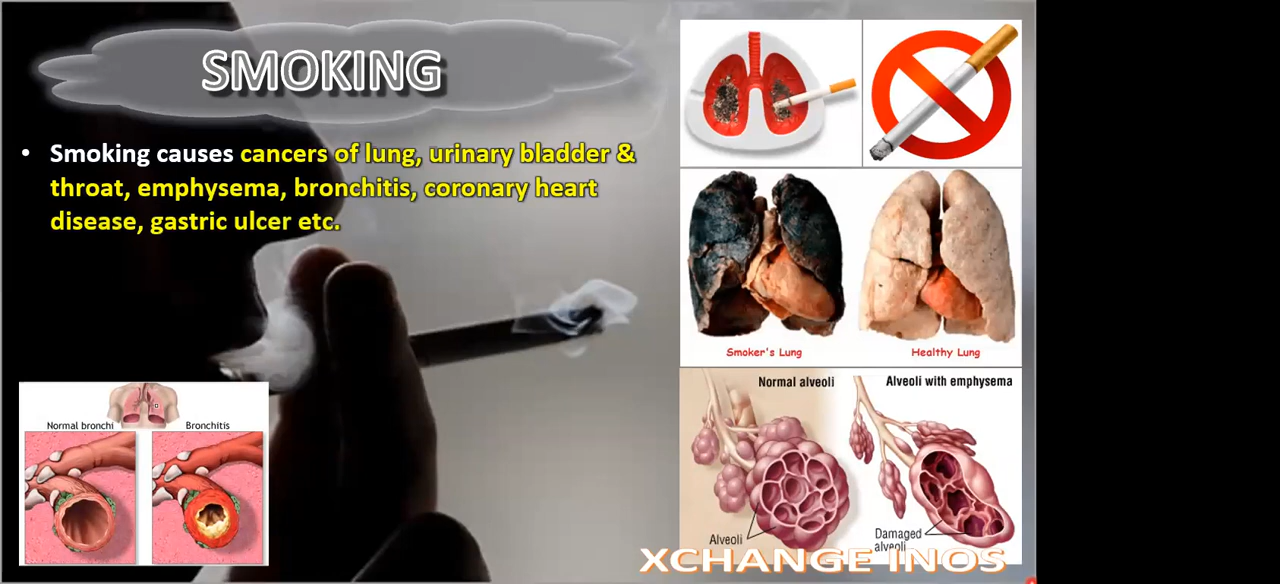 SMOKING
• Smoking causes cancers of lung, urinary bladder &
throat, emphysema, bronchitis, coronary heart
disease, gastric ulcer etc.
Smoker's Lung
Healthy Lung
Normal alveoli
Alveoli with emphysema
Alveoli
Damaged
alveoli
Normal bronchi
Bronchitis
XCHANGE INOS